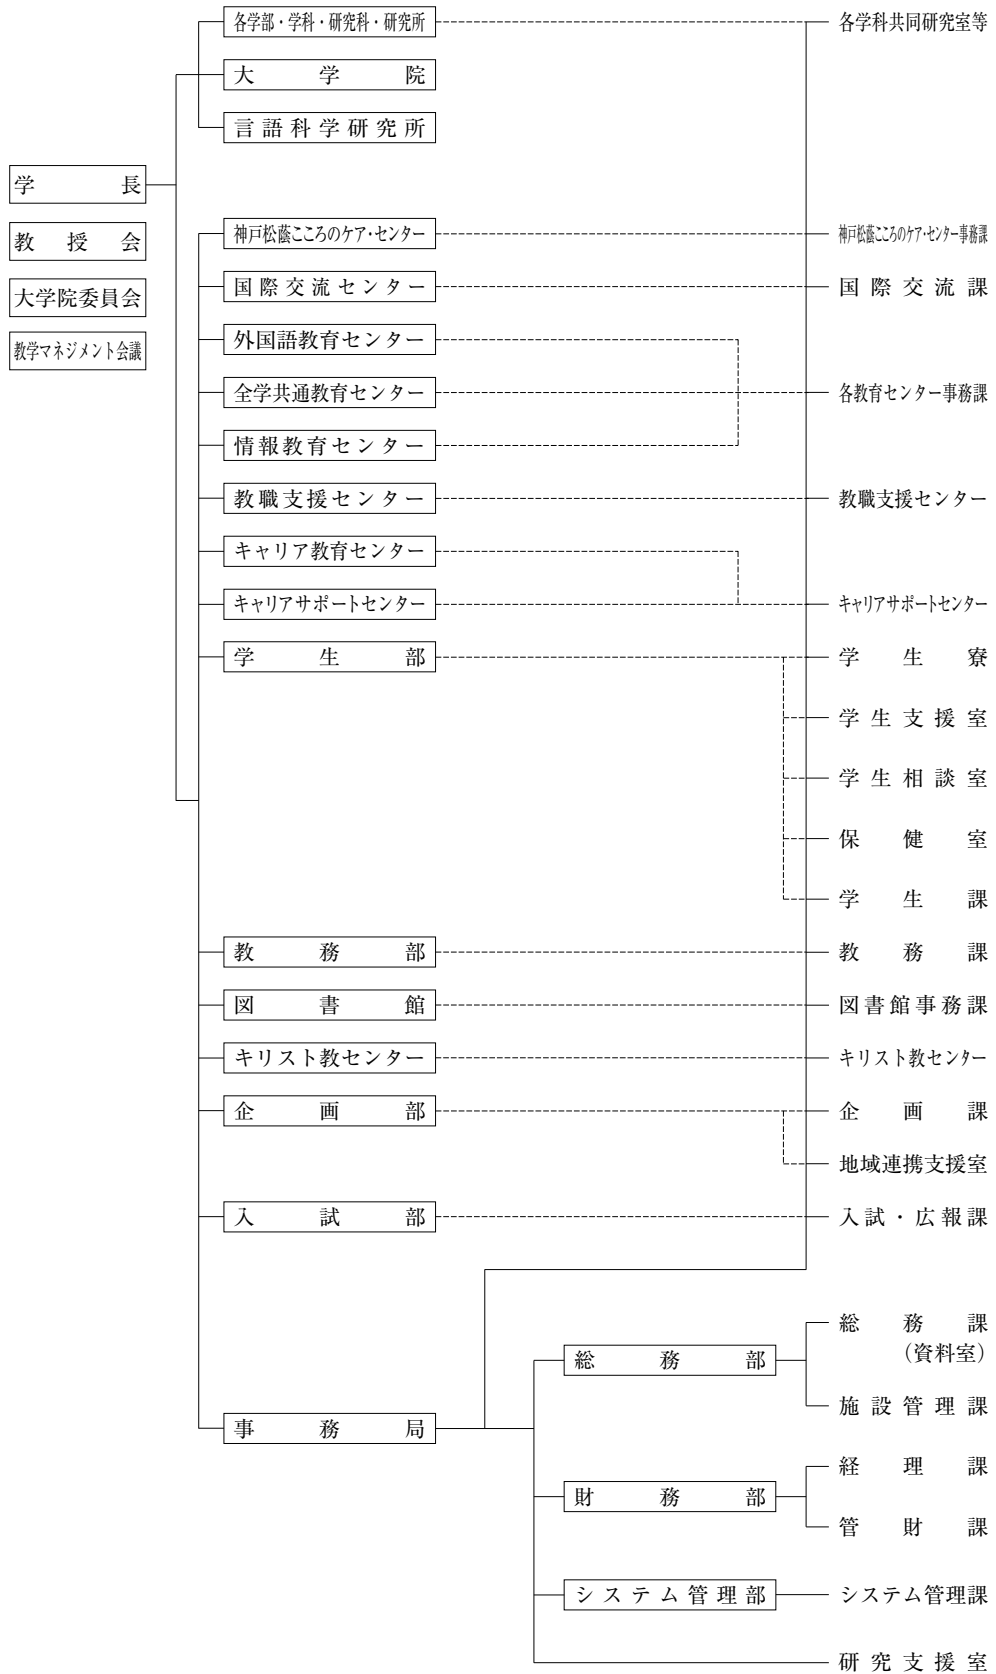 各学部・学科・研究科・研究所
各学科共同研究室等
大学院
言語科学研究所
学長
教授会
神戸松蔭こころのケア・センター
神戸松蔭こころのケア・センター事務課
大学院委員会
国際交流センター
国際交流課
教学マネジメント会議
外国語教育センター
全学共通教育センター
各教育センター事務課
情報教育センター
教職支援センター
教職支援センター
キャリア教育センター
キャリアサポートセンター
キャリアサポートセンター
学生部
学生寮
学生支援室
学生相談室
保健室
学生課
教務部
教務課
図書館
図書館事務課
キリスト教センター
キリスト教センター
企画部
企画課
地域連携支援室
入試部
入試・広報課
総務部
総務課
（資料室）
施設管理課
事務局
経理課
財務部
管財課
システム管理部
システム管理課
研究支援室